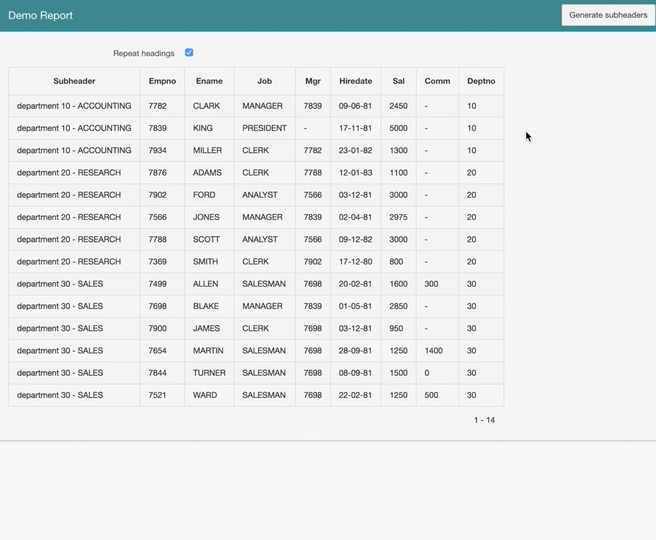 Demo Report
Generate subheaders
Repeat headings
Subheader Empno Ename Job Mgr Hiredate Sal Comm Deptno
department 10 - ACCOUNTING 7782 CLARK MANAGER 7839 09-06-81 2450 - 10
department 10 - ACCOUNTING 7839 KING PRESIDENT - 17-11-81 5000 - 10
department 10 - ACCOUNTING 7934 MILLER CLERK 7782 23-01-82 1300 - 10
department 20 - RESEARCH 7876 ADAMS CLERK 7788 12-01-83 1100 - 20
department 20 - RESEARCH 7902 FORD ANALYST 7566 03-12-81 3000 - 20
department 20 - RESEARCH 7566 JONES MANAGER 7839 02-04-81 2975 - 20
department 20 - RESEARCH 7788 SCOTT ANALYST 7566 09-12-82 3000 - 20
department 20 - RESEARCH 7369 SMITH CLERK 7902 17-12-80 800 - 20
department 30 - SALES 7499 ALLEN SALESMAN 7698 20-02-81 1600 300 30
department 30 - SALES 7698 BLAKE MANAGER 7839 01-05-81 2850 - 30
department 30 - SALES 7900 JAMES CLERK 7698 03-12-81 950 - 30
department 30 - SALES 7654 MARTIN SALESMAN 7698 28-09-81 1250 1400 30
department 30 - SALES 7844 TURNER SALESMAN 7698 08-09-81 1500 0 30
department 30 - SALES 7521 WARD SALESMAN 7698 22-02-81 1250 500 30
1 - 14